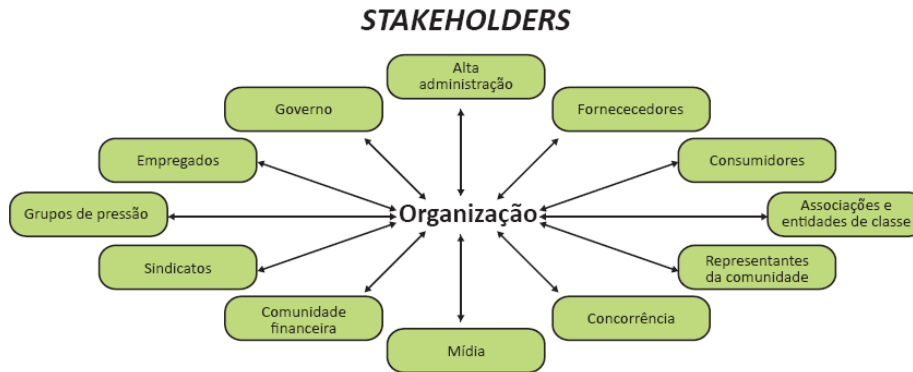 STAKEHOLDERS
Alta
administração
Governo
Fornececedores
Empregados
Consumidores
Grupos de pressão
Organização
Associações e
entidades de classe
Sindicatos
Representantes
da comunidade
Comunidade
financeira
Concorrência
Mídia